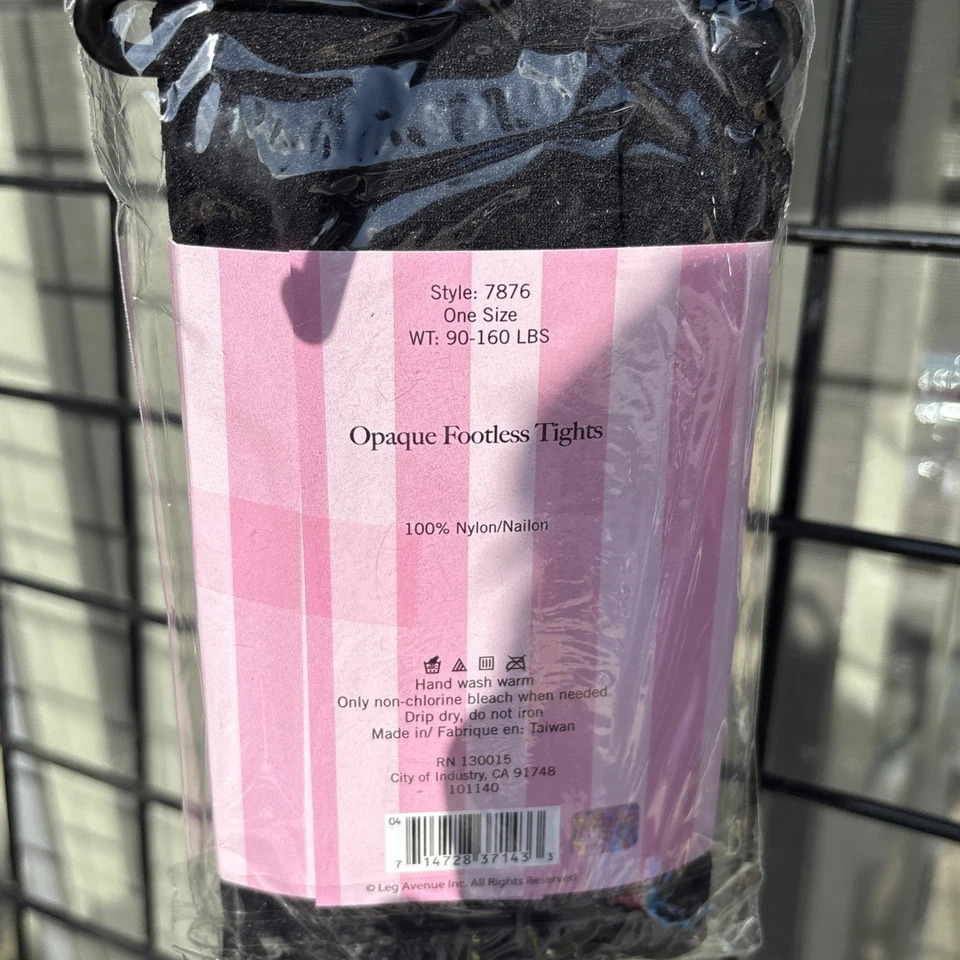 Style: 7876
One Size
WT: 90-160 LBS
Opaque Footless Tights
100% Nylon/Nailon
Hand wash warm
Only non-chlorine bleach when needed
Drip dry, do not iron
Made in/ Fabrique en: Taiwan
RN 130015
City of Industry, CA 91748
101140
04
7 14728 37143 3
© Leg Avenue Inc. All Rights Reserved